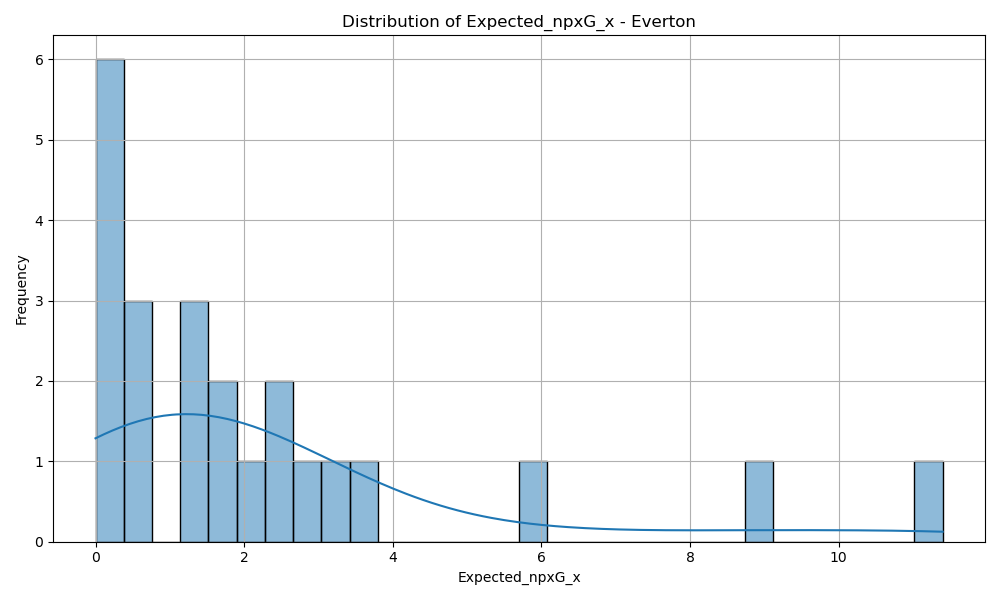 Distribution of Expected_npxG_x - Everton
Frequency
6
5
4
3
2
1
0
0 2 4 6 8 10
Expected_npxG_x